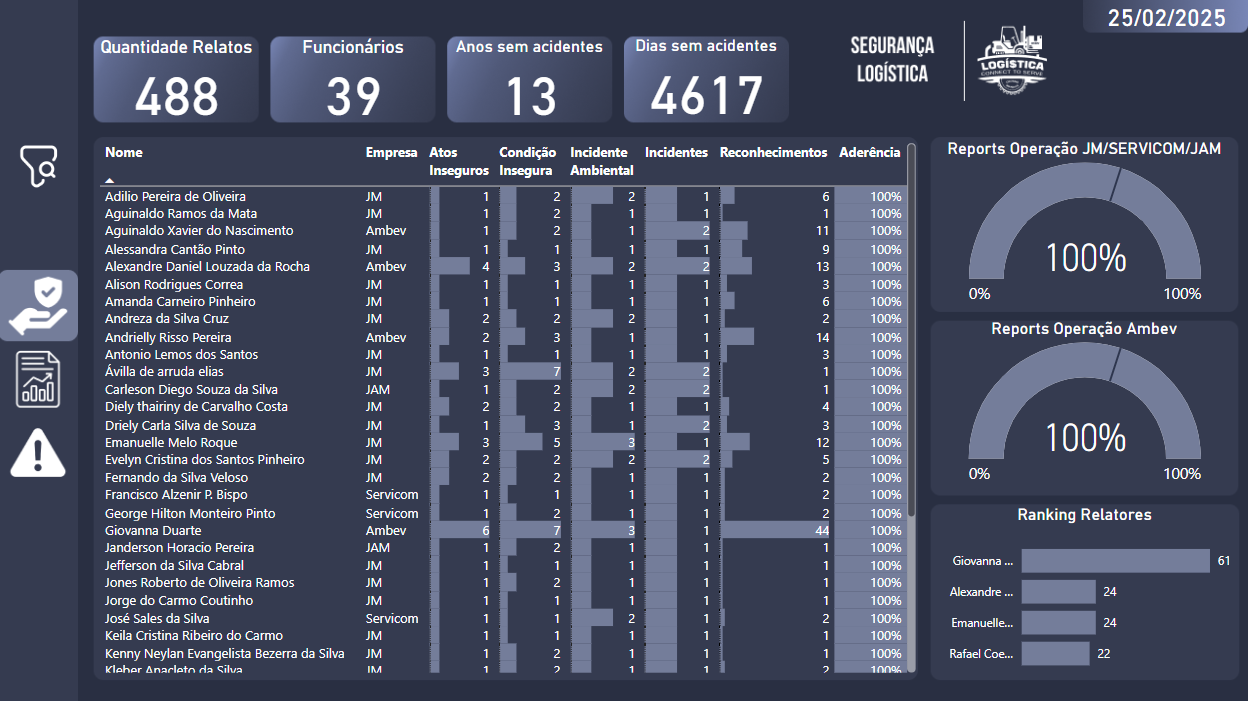 25/02/2025
Quantidade Relatos
488
Funcionários
39
Anos sem acidentes
13
Dias sem acidentes
4617
SEGURANÇA
LOGÍSTICA
LOGÍSTICA
CONNECT TO SERVE
Nome Empresa Atos Inseguros Condição Insegura Incidente Ambiental Incidentes Reconhecimentos Aderência
Adilio Pereira de Oliveira JM 1 2 2 1 6 100%
Aguinaldo Ramos da Mata JM 1 2 1 1 1 100%
Aguinaldo Xavier do Nascimento Ambev 1 2 1 2 11 100%
Alessandra Cantão Pinto JM 1 1 1 1 9 100%
Alexandre Daniel Louzada da Rocha Ambev 4 3 2 2 13 100%
Alison Rodrigues Correa JM 1 1 1 1 3 100%
Amanda Carneiro Pinheiro JM 1 1 1 1 6 100%
Andreza da Silva Cruz JM 2 2 2 1 2 100%
Andrielly Risso Pereira Ambev 2 3 1 1 14 100%
Antonio Lemos dos Santos JM 1 1 1 1 3 100%
Ávilla de arruda elias JM 3 7 2 2 1 100%
Carleson Diego Souza da Silva JAM 1 2 2 2 1 100%
Diely thairiny de Carvalho Costa JM 2 2 1 1 4 100%
Driely Carla Silva de Souza JM 1 3 1 2 3 100%
Emanuelle Melo Roque JM 3 5 3 1 12 100%
Evelyn Cristina dos Santos Pinheiro JM 2 2 2 2 5 100%
Fernando da Silva Veloso JM 2 2 1 1 2 100%
Francisco Alzenir P. Bispo Servicom 1 1 1 1 2 100%
George Hilton Monteiro Pinto Servicom 1 2 1 1 2 100%
Giovanna Duarte Ambev 6 7 3 1 44 100%
Janderson Horacio Pereira JAM 1 2 1 1 1 100%
Jefferson da Silva Cabral JM 1 1 1 1 1 100%
Jones Roberto de Oliveira Ramos JM 1 2 1 1 1 100%
Jorge do Carmo Coutinho JM 1 1 1 1 1 100%
José Sales da Silva Servicom 1 1 2 1 2 100%
Keila Cristina Ribeiro do Carmo JM 1 1 1 1 1 100%
Kenny Neylan Evangelista Bezerra da Silva JM 1 2 1 1 1 100%
Kleber Anacleto da Silva JM 1 1 1 1 2 100%
Reports Operação JM/SERVICOM/JAM
100%
0% 100%
Reports Operação Ambev
100%
0% 100%
Ranking Relatores
Giovanna ... 61
Alexandre ... 24
Emanuelle... 24
Rafael Coe... 22